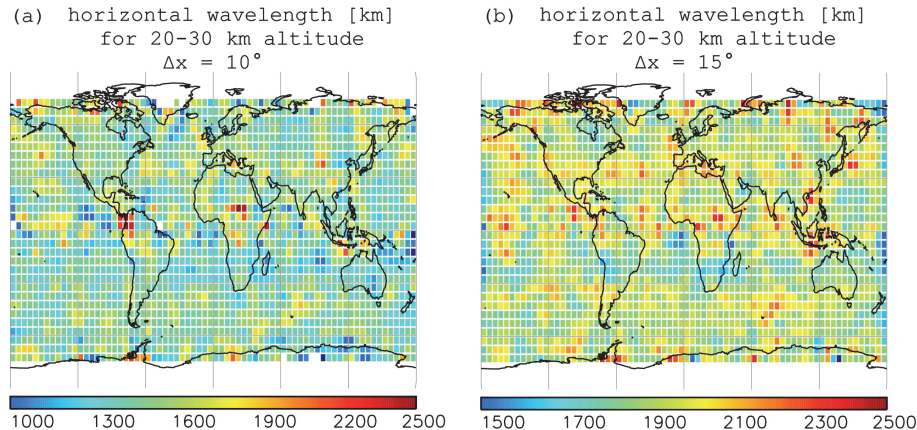 (a) horizontal wavelength [km]
for 20-30 km altitude
Δx = 10°
1000 1300 1600 1900 2200 2500
(b) horizontal wavelength [km]
for 20-30 km altitude
Δx = 15°
1500 1700 1900 2100 2300 2500